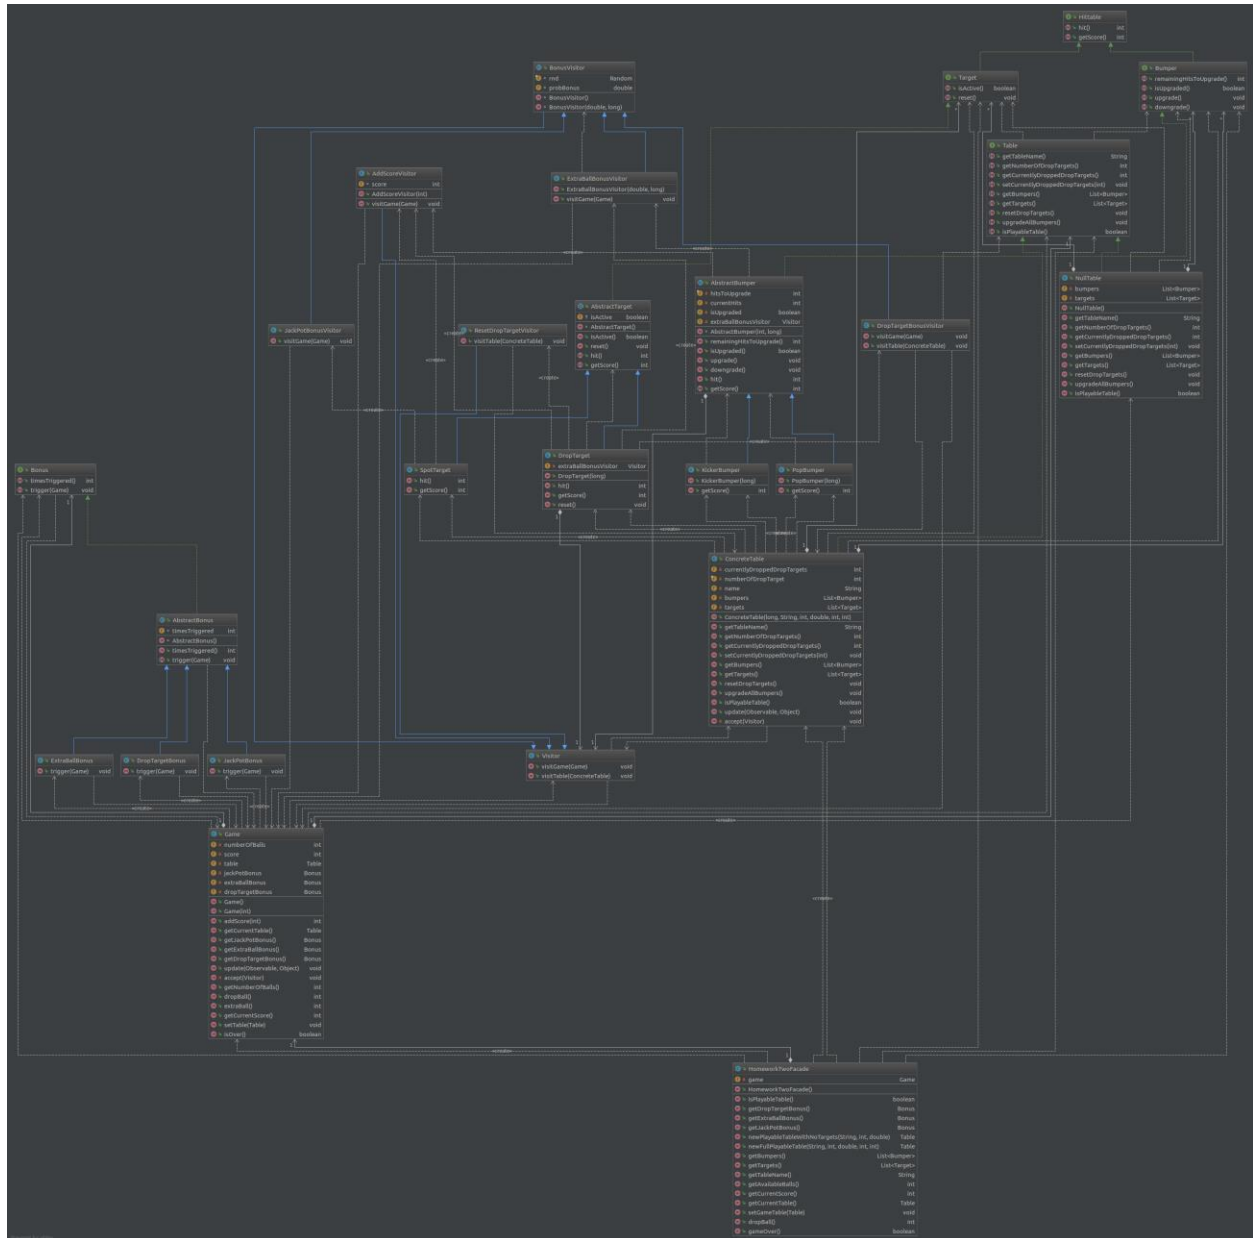 Hittable
hit() int
getScore() int
BonusVisitor
rnd Random
probBonus double
BonusVisitor()
BonusVisitor(double, long)
Target
isActive() boolean
reset() void
Bumper
remainingHitsToUpgrade() int
isUpgraded() boolean
upgrade() void
downgrade() void
Table
getTableName() String
getNumberOfDropTargets() int
getCurrentlyDroppedDropTargets() int
setCurrentlyDroppedDropTargets(int) void
getBumpers() List<Bumper>
getTargets() List<Target>
resetDropTargets() void
upgradeAllBumpers() void
isPlayableTable() boolean
AddScoreVisitor
score int
AddScoreVisitor(int)
visitGame(Game) void
ExtraBallBonusVisitor
ExtraBallBonusVisitor(double, long)
visitGame(Game) void
«create»
«create»
NullTable
bumpers List<Bumper>
targets List<Target>
NullTable()
getTableName() String
getNumberOfDropTargets() int
getCurrentlyDroppedDropTargets() int
setCurrentlyDroppedDropTargets(int) void
getBumpers() List<Bumper>
getTargets() List<Target>
resetDropTargets() void
upgradeAllBumpers() void
isPlayableTable() boolean
AbstractBumper
hitsToUpgrade int
currentHits int
isUpgraded boolean
extraBallBonusVisitor Visitor
AbstractBumper(int, long)
remainingHitsToUpgrade() int
isUpgraded() boolean
upgrade() void
downgrade() void
hit() int
getScore() int
AbstractTarget
isActive boolean
AbstractTarget()
isActive() boolean
reset() void
hit() int
getScore() int
JackPotBonusVisitor
visitGame(Game) void
ResetDropTargetVisitor
visitTable(ConcreteTable) void
DropTargetBonusVisitor
visitGame(Game) void
visitTable(ConcreteTable) void
«create»
«create»
«create»
«create»
Bonus
timesTriggered() int
trigger(Game) void
SpotTarget
hit() int
getScore() int
DropTarget
extraBallBonusVisitor Visitor
DropTarget(long)
hit() int
getScore() int
reset() void
KickerBumper
KickerBumper(long)
getScore() int
PopBumper
PopBumper(long)
getScore() int
«create»
«create»
ConcreteTable
currentlyDroppedDropTargets int
numberOfDropTarget int
name String
bumpers List<Bumper>
targets List<Target>
ConcreteTable(long, String, int, double, int, int)
getTableName() String
getNumberOfDropTargets() int
getCurrentlyDroppedDropTargets() int
setCurrentlyDroppedDropTargets(int) void
getBumpers() List<Bumper>
getTargets() List<Target>
resetDropTargets() void
upgradeAllBumpers() void
isPlayableTable() boolean
update(Observable, Object) void
accept(Visitor) void
AbstractBonus
timesTriggered int
AbstractBonus()
timesTriggered() int
trigger(Game) void
ExtraBallBonus
trigger(Game) void
DropTargetBonus
trigger(Game) void
JackPotBonus
trigger(Game) void
Visitor
visitGame(Game) void
visitTable(ConcreteTable) void
«create»
«create»
«create»
«create»
Game
numberOfBalls int
score int
table Table
jackPotBonus Bonus
extraBallBonus Bonus
dropTargetBonus Bonus
Game()
Game(int)
addScore(int) int
getCurrentTable() Table
getJackPotBonus() Bonus
getExtraBallBonus() Bonus
getDropTargetBonus() Bonus
update(Observable, Object) void
accept(Visitor) void
getNumberOfBalls() int
dropBall() int
extraBall() int
getCurrentScore() int
setTable(Table) void
isOver() boolean
«create»
«create»
HomeworkTwoFacade
game Game
HomeworkTwoFacade()
isPlayableTable() boolean
getDropTargetBonus() Bonus
getExtraBallBonus() Bonus
getJackPotBonus() Bonus
newPlayableTableWithNoTargets(String, int, double) Table
newFullPlayableTable(String, int, double, int, int) Table
getBumpers() List<Bumper>
getTargets() List<Target>
getTableName() String
getAvailableBalls() int
getCurrentScore() int
getCurrentTable() Table
setGameTable(Table) void
dropBall() int
gameOver() boolean